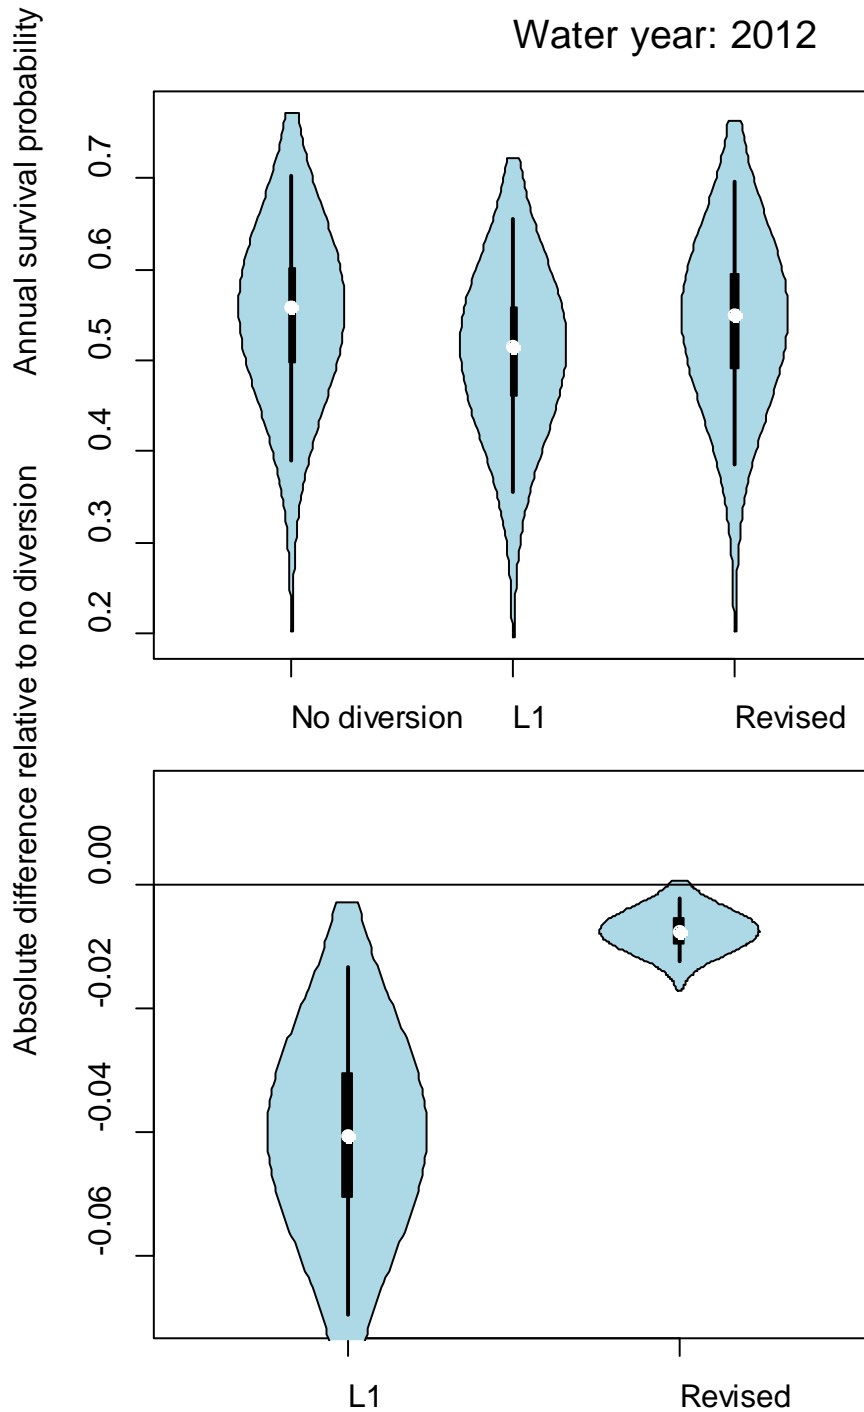 Water year: 2012
Annual survival probability
0.7
0.6
0.5
0.4
0.3
0.2
No diversion
L1
Revised
Absolute difference relative to no diversion
0.00
-0.02
-0.04
-0.06
L1
Revised